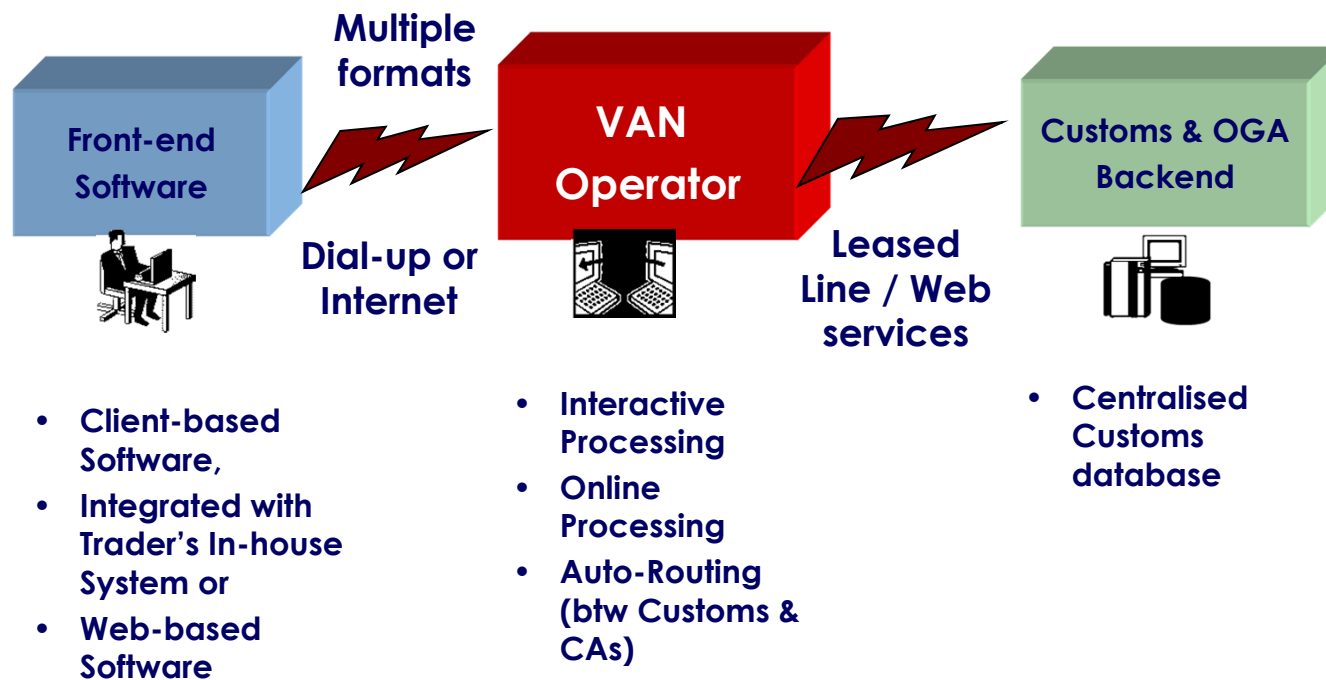 Multiple
formats
Front-end
Software
VAN
Operator
Customs & OGA
Backend
Dial-up or
Internet
Leased
Line / Web
services
• Client-based
Software,
• Integrated with
Trader’s In-house
System or
• Web-based
Software
• Interactive
Processing
• Online
Processing
• Auto-Routing
(btw Customs &
CAs)
• Centralised
Customs
database